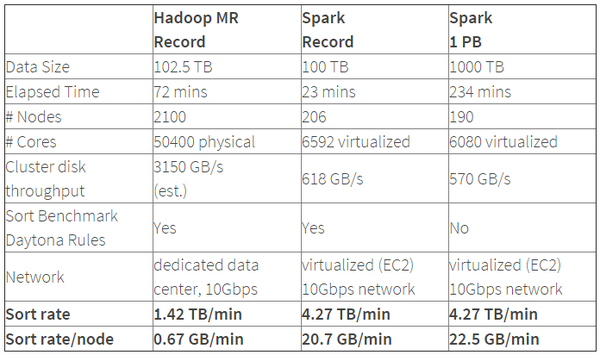 Hadoop MR Record	Spark Record	Spark 1 PB
Data Size	102.5 TB	100 TB	1000 TB
Elapsed Time	72 mins	23 mins	234 mins
# Nodes	2100	206	190
# Cores	50400 physical	6592 virtualized	6080 virtualized
Cluster disk throughput	3150 GB/s (est.)	618 GB/s	570 GB/s
Sort Benchmark Daytona Rules	Yes	Yes	No
Network	dedicated data center, 10Gbps	virtualized (EC2) 10Gbps network	virtualized (EC2) 10Gbps network
Sort rate	1.42 TB/min	4.27 TB/min	4.27 TB/min
Sort rate/node	0.67 GB/min	20.7 GB/min	22.5 GB/min